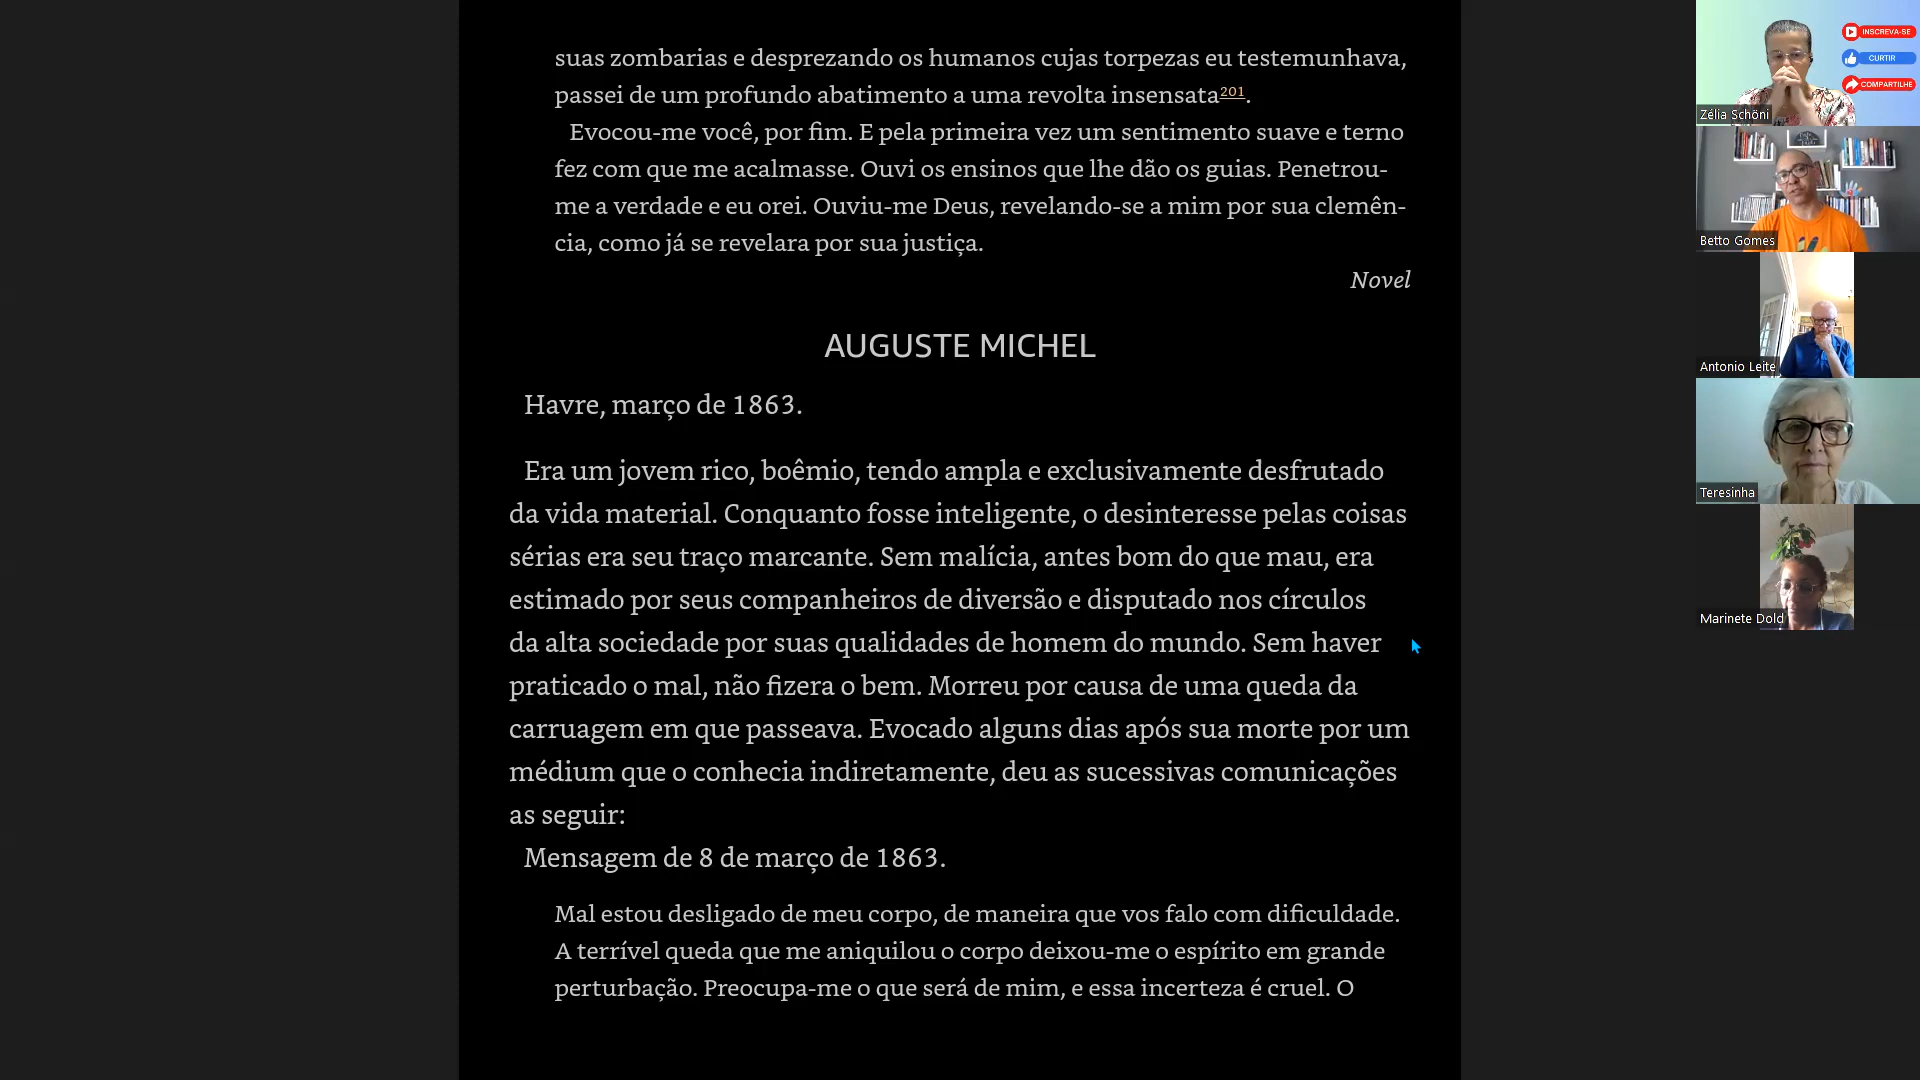 suas zombarias e desprezando os humanos cujas torpezas eu testemunhava,
passei de um profundo abatimento a uma revolta insensata201.
Evocou-me você, por fim. E pela primeira vez um sentimento suave e terno
fez com que me acalmasse. Ouvi os ensinos que lhe dão os guias. Penetrou-
me a verdade e eu orei. Ouviu-me Deus, revelando-se a mim por sua clemên-
cia, como já se revelara por sua justiça.
Novel
AUGUSTE MICHEL
Havre, março de 1863.
Era um jovem rico, boêmio, tendo ampla e exclusivamente desfrutado
da vida material. Conquanto fosse inteligente, o desinteresse pelas coisas
sérias era seu traço marcante. Sem malícia, antes bom do que mau, era
estimado por seus companheiros de diversão e disputado nos círculos
da alta sociedade por suas qualidades de homem do mundo. Sem haver
praticado o mal, não fizera o bem. Morreu por causa de uma queda da
carruagem em que passeava. Evocado alguns dias após sua morte por um
médium que o conhecia indiretamente, deu as sucessivas comunicações
as seguir:
Mensagem de 8 de março de 1863.
Mal estou desligado de meu corpo, de maneira que vos falo com dificuldade.
A terrível queda que me aniquilou o corpo deixou-me o espírito em grande
perturbação. Preocupa-me o que será de mim, e essa incerteza é cruel. O
INSCREVA-SE
CURTIR
COMPARTILHE
Zélia Schöni
Betto Gomes
Antonio Leite
Teresinha
Marinete Dold